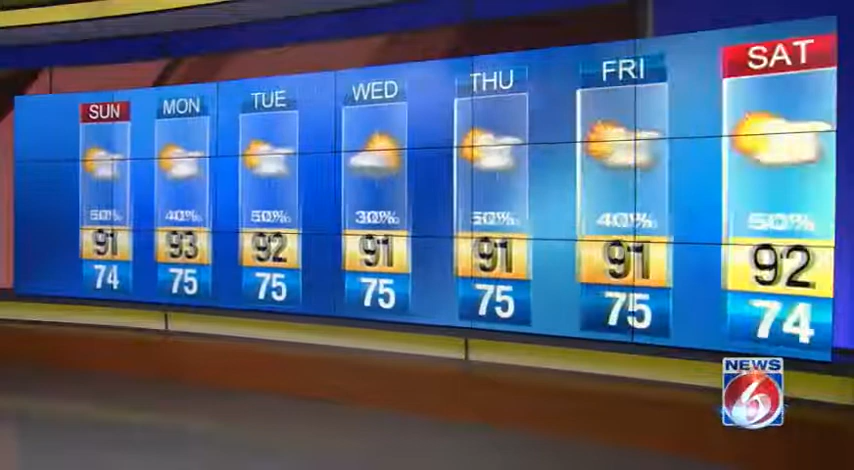 SUN MON TUE WED THU FRI SAT
50% 40% 50% 30% 50% 40% 50%
91 93 92 91 91 91 92
74 75 75 75 75 75 74
NEWS
6